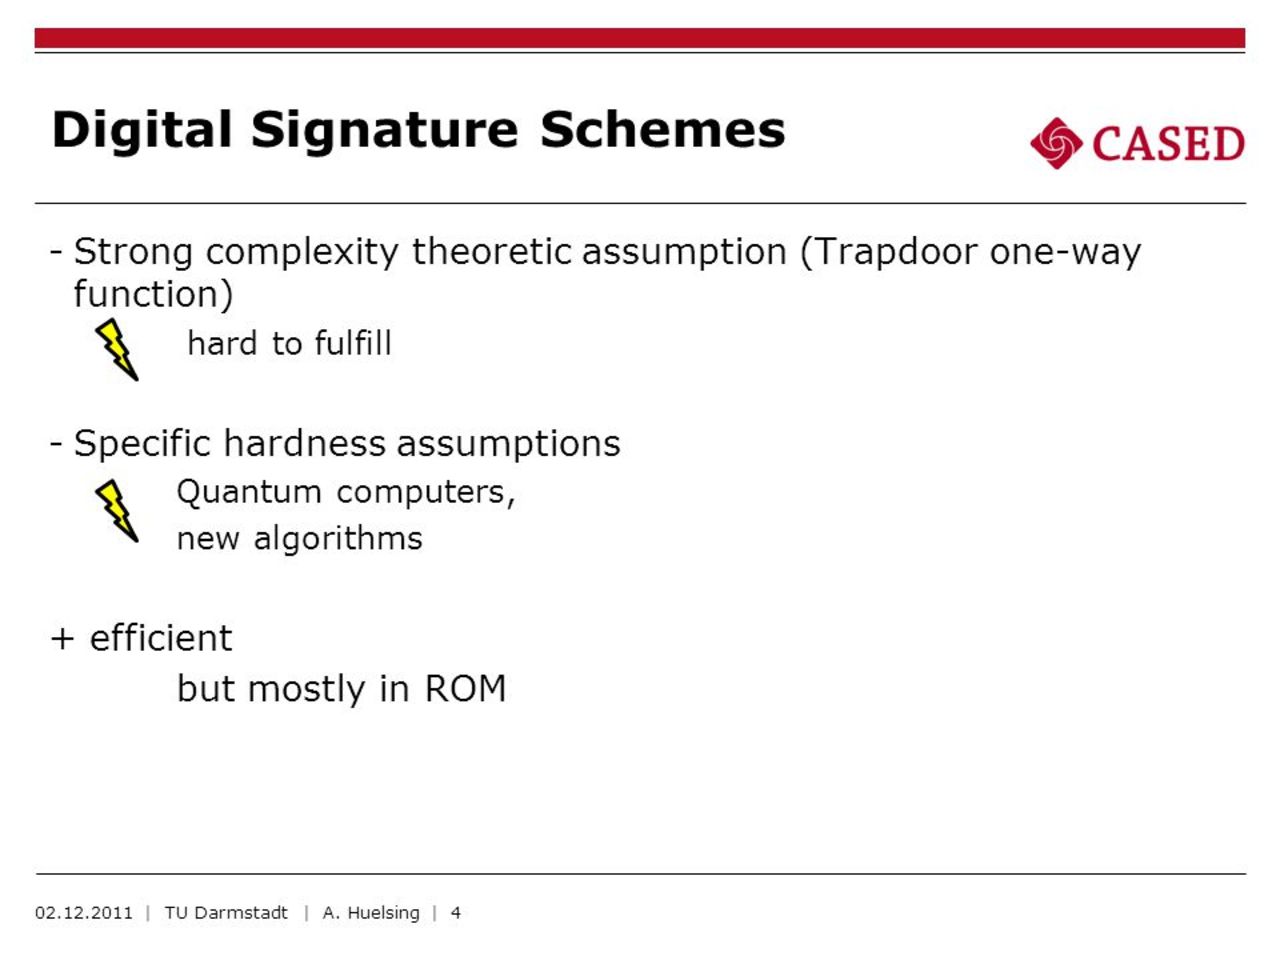 Digital Signature Schemes
CASED
- Strong complexity theoretic assumption (Trapdoor one-way
function)
hard to fulfill
- Specific hardness assumptions
Quantum computers,
new algorithms
+ efficient
but mostly in ROM
02.12.2011 | TU Darmstadt | A. Huelsing | 4